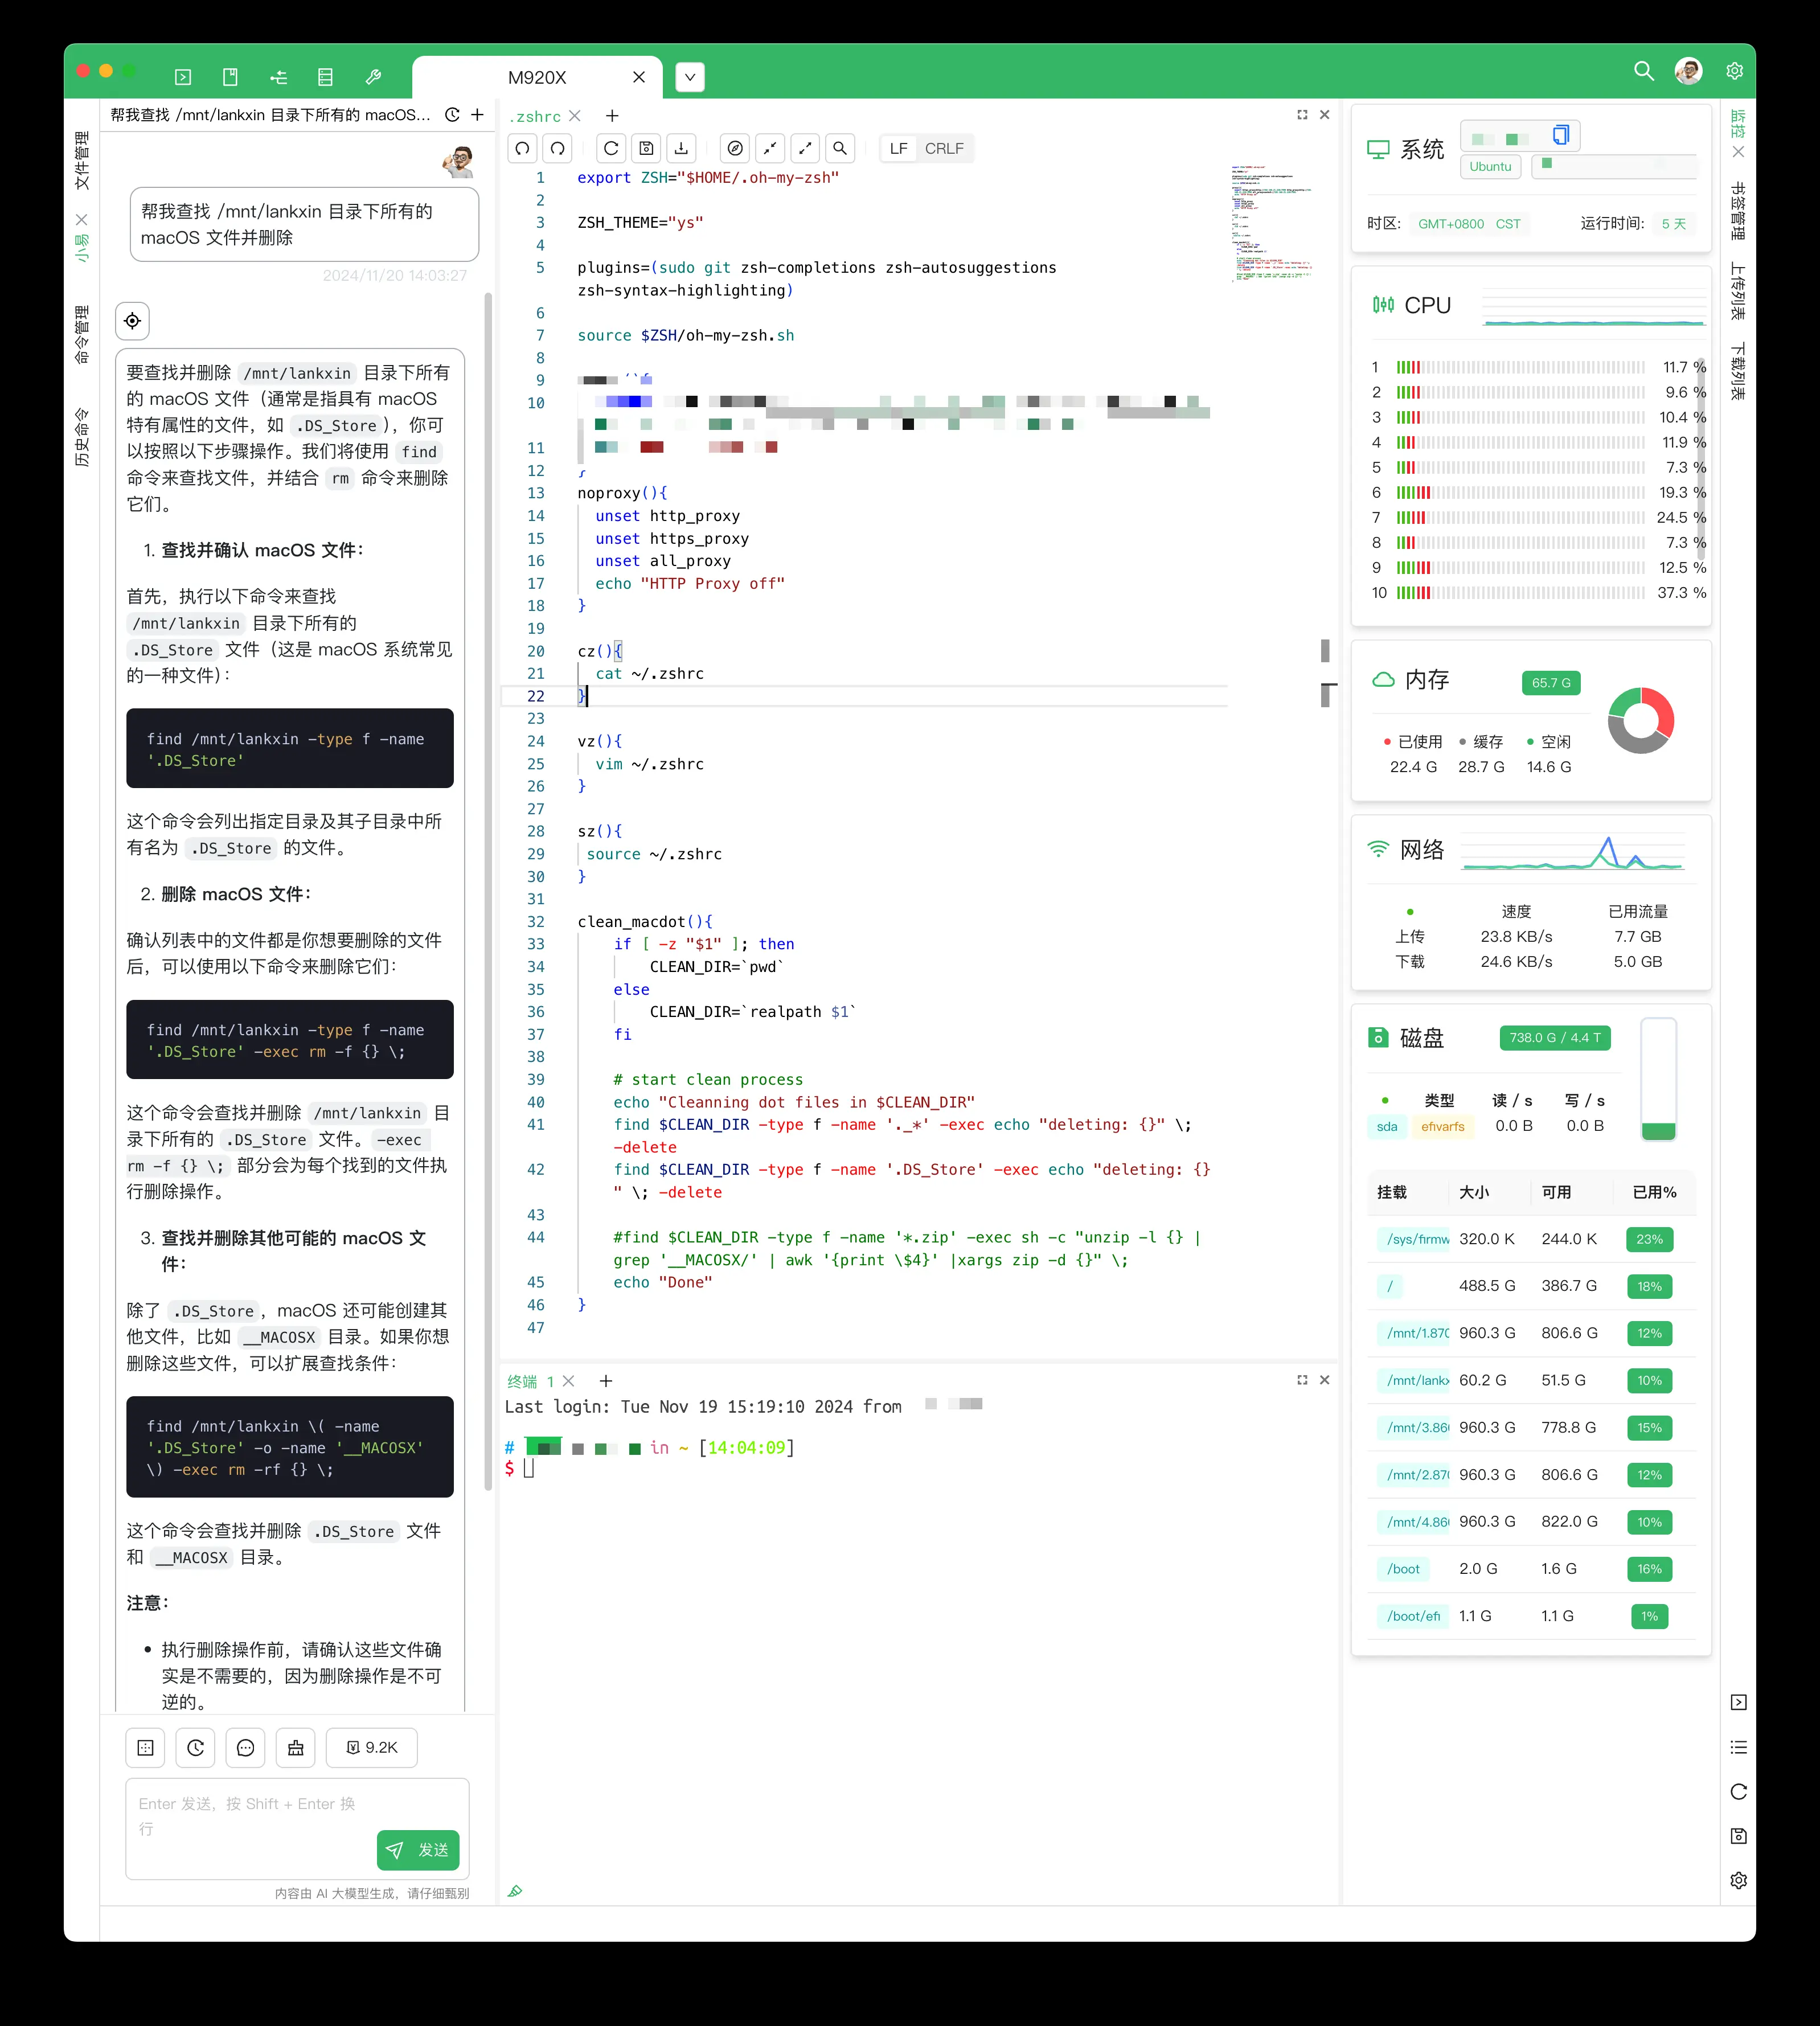 M920X
文件管理
小易
命令管理
历史命令
帮我查找 /mnt/lankxin 目录下所有的 macOS...
帮我查找 /mnt/lankxin 目录下所有的
macOS 文件并删除
2024/11/20 14:03:27
要查找并删除 /mnt/lankxin 目录下所有
的 macOS 文件（通常是指具有 macOS
特有属性的文件，如 .DS_Store），你可
以按照以下步骤操作。我们将使用 find
命令来查找文件，并结合 rm 命令来删除
它们。
1. 查找并确认 macOS 文件：
首先，执行以下命令来查找
/mnt/lankxin 目录下所有的
.DS_Store 文件（这是 macOS 系统常见
的一种文件）：
find /mnt/lankxin -type f -name
'.DS_Store'
这个命令会列出指定目录及其子目录中所
有名为 .DS_Store 的文件。
2. 删除 macOS 文件：
确认列表中的文件都是你想要删除的文件
后，可以使用以下命令来删除它们：
find /mnt/lankxin -type f -name
'.DS_Store' -exec rm -f {} \;
这个命令会查找并删除 /mnt/lankxin 目
录下所有的 .DS_Store 文件。 -exec
rm -f {} \; 部分会为每个找到的文件执
行删除操作。
3. 查找并删除其他可能的 macOS 文
件：
除了 .DS_Store，macOS 还可能创建其
他文件，比如 __MACOSX 目录。如果你想
删除这些文件，可以扩展查找条件：
find /mnt/lankxin \( -name
'.DS_Store' -o -name '__MACOSX'
\) -exec rm -rf {} \;
这个命令会查找并删除 .DS_Store 文件
和 __MACOSX 目录。
注意：
• 执行删除操作前，请确认这些文件确
实是不需要的，因为删除操作是不可
逆的。
9.2K
Enter 发送，按 Shift + Enter 换
行
发送
内容由 AI 大模型生成，请仔细甄别
.zshrc
LF CRLF
1 export ZSH="$HOME/.oh-my-zsh"
2
3 ZSH_THEME="ys"
4
5 plugins=(sudo git zsh-completions zsh-autosuggestions
zsh-syntax-highlighting)
6
7 source $ZSH/oh-my-zsh.sh
8
9
10
11
12 }
13 noproxy(){
14 unset http_proxy
15 unset https_proxy
16 unset all_proxy
17 echo "HTTP Proxy off"
18 }
19
20 cz(){
21 cat ~/.zshrc
22 }
23
24 vz(){
25 vim ~/.zshrc
26 }
27
28 sz(){
29 source ~/.zshrc
30 }
31
32 clean_macdot(){
33 if [ -z "$1" ]; then
34 CLEAN_DIR=`pwd`
35 else
36 CLEAN_DIR=`realpath $1`
37 fi
38
39 # start clean process
40 echo "Cleanning dot files in $CLEAN_DIR"
41 find $CLEAN_DIR -type f -name '._*' -exec echo "deleting: {}" \;
-delete
42 find $CLEAN_DIR -type f -name '.DS_Store' -exec echo "deleting: {}
" \; -delete
43
44 #find $CLEAN_DIR -type f -name '*.zip' -exec sh -c "unzip -l {} |
grep '__MACOSX/' | awk '{print \$4}' |xargs zip -d {}" \;
45 echo "Done"
46 }
47
终端 1
Last login: Tue Nov 19 15:19:10 2024 from
# in ~ [14:04:09]
$
系统
Ubuntu
时区： GMT+0800 CST 运行时间： 5 天
CPU
1 11.7 %
2 9.6 %
3 10.4 %
4 11.9 %
5 7.3 %
6 19.3 %
7 24.5 %
8 7.3 %
9 12.5 %
10 37.3 %
内存 65.7 G
已使用 缓存 空闲
22.4 G 28.7 G 14.6 G
网络
速度 已用流量
上传 23.8 KB/s 7.7 GB
下载 24.6 KB/s 5.0 GB
磁盘 738.0 G / 4.4 T
类型 读 / s 写 / s
sda efivarfs 0.0 B 0.0 B
挂载 大小 可用 已用%
/sys/firmw 320.0 K 244.0 K 23%
/ 488.5 G 386.7 G 18%
/mnt/1.870 960.3 G 806.6 G 12%
/mnt/lankx 60.2 G 51.5 G 10%
/mnt/3.860 960.3 G 778.8 G 15%
/mnt/2.870 960.3 G 806.6 G 12%
/mnt/4.860 960.3 G 822.0 G 10%
/boot 2.0 G 1.6 G 16%
/boot/efi 1.1 G 1.1 G 1%
监控
书签管理
上传列表
下载列表